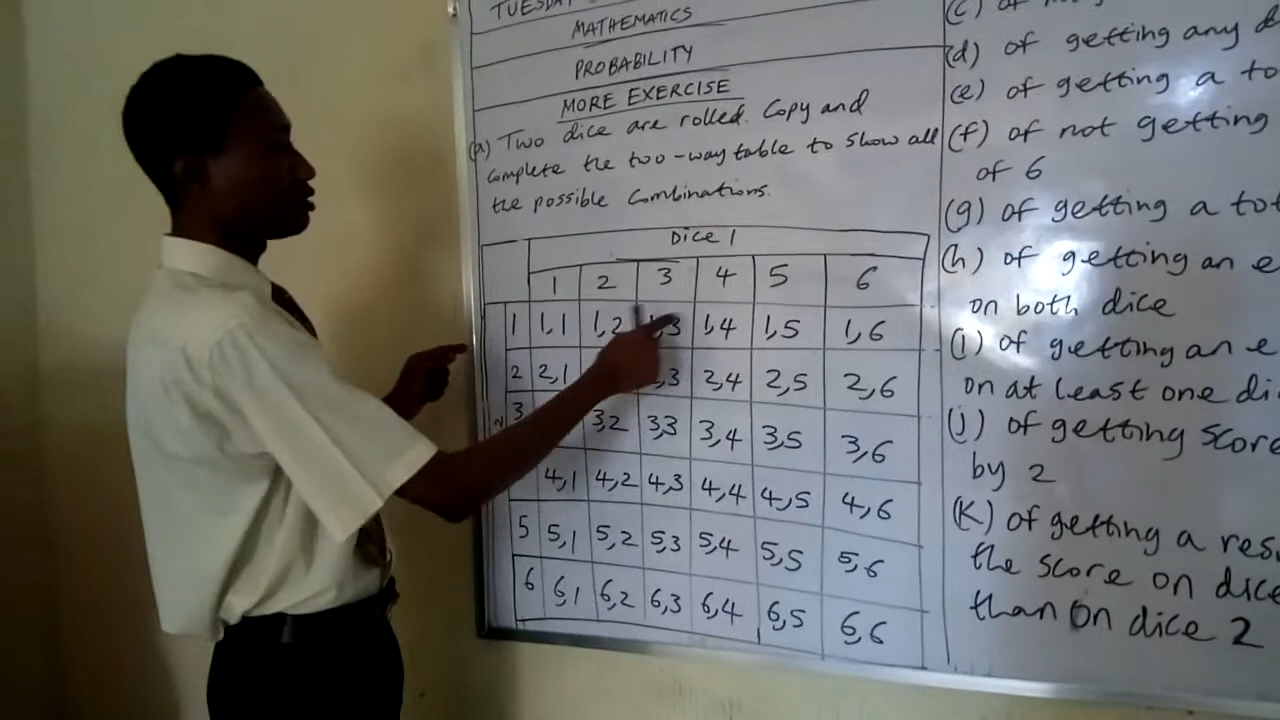 TUESDAY
MATHEMATICS
PROBABILITY
MORE EXERCISE
(a) Two dice are rolled. Copy and
complete the two-way table to show all
the possible combinations.
Dice 1
1 2 3 4 5 6
1 1,1 1,2 1,3 1,4 1,5 1,6
2 2,1 ,3 2,4 2,5 2,6
2 3 3,2 3,3 3,4 3,5 3,6
4,1 4,2 4,3 4,4 4,5 4,6
5 5,1 5,2 5,3 5,4 5,5 5,6
6 6,1 6,2 6,3 6,4 6,5 6,6
(c) of
(d) of getting any
(e) of getting a to
(f) of not getting
of 6
(g) of getting a tot
(h) of getting an e
on both dice
(i) of getting an e
on at least one di
(j) of getting score
by 2
(k) of getting a resu
the score on dice
than on dice 2